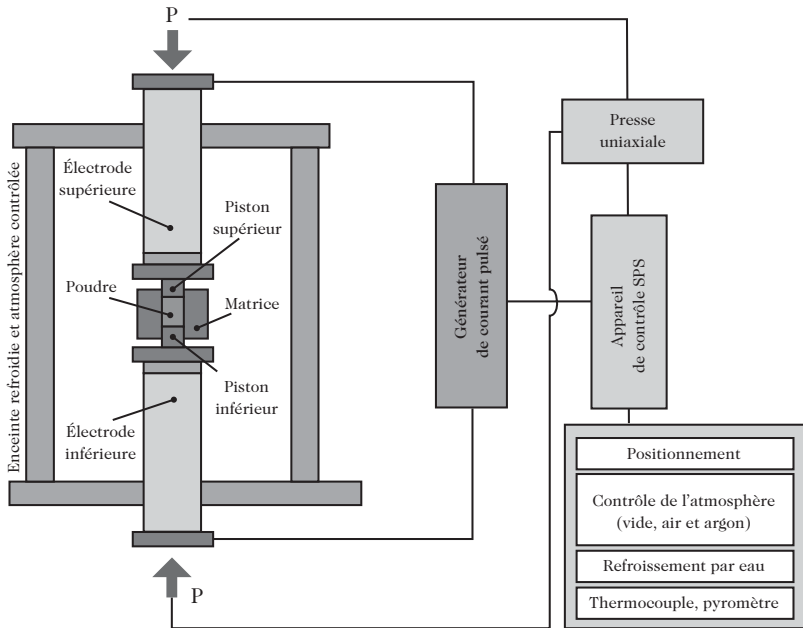 P
Enceinte refroidie et atmosphère contrôlée
Électrode
supérieure
Piston
supérieur
Poudre
Matrice
Piston
inférieur
Électrode
inférieure
P
Générateur
de courant pulsé
Presse
uniaxiale
Appareil
de contrôle SPS
Positionnement
Contrôle de l'atmosphère
(vide, air et argon)
Refroissement par eau
Thermocouple, pyromètre